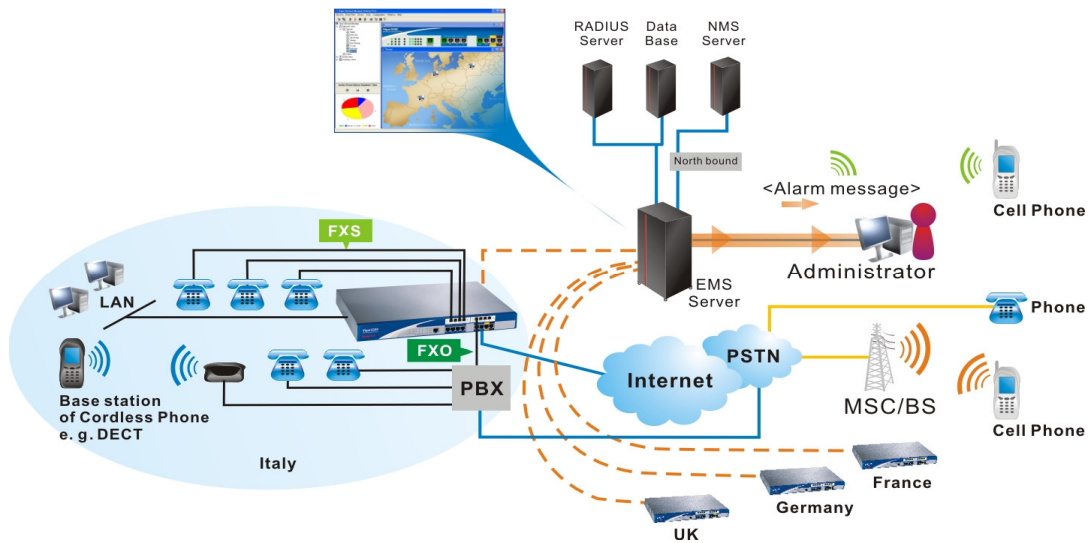 RADIUS
Server
Data
Base
NMS
Server
North bound
<Alarm message>
Cell Phone
FXS
EMS
Server
Administrator
LAN
Phone
FXO
PSTN
Internet
PBX
MSC/BS
Base station
of Cordless Phone
e. g. DECT
Cell Phone
Italy
France
Germany
UK